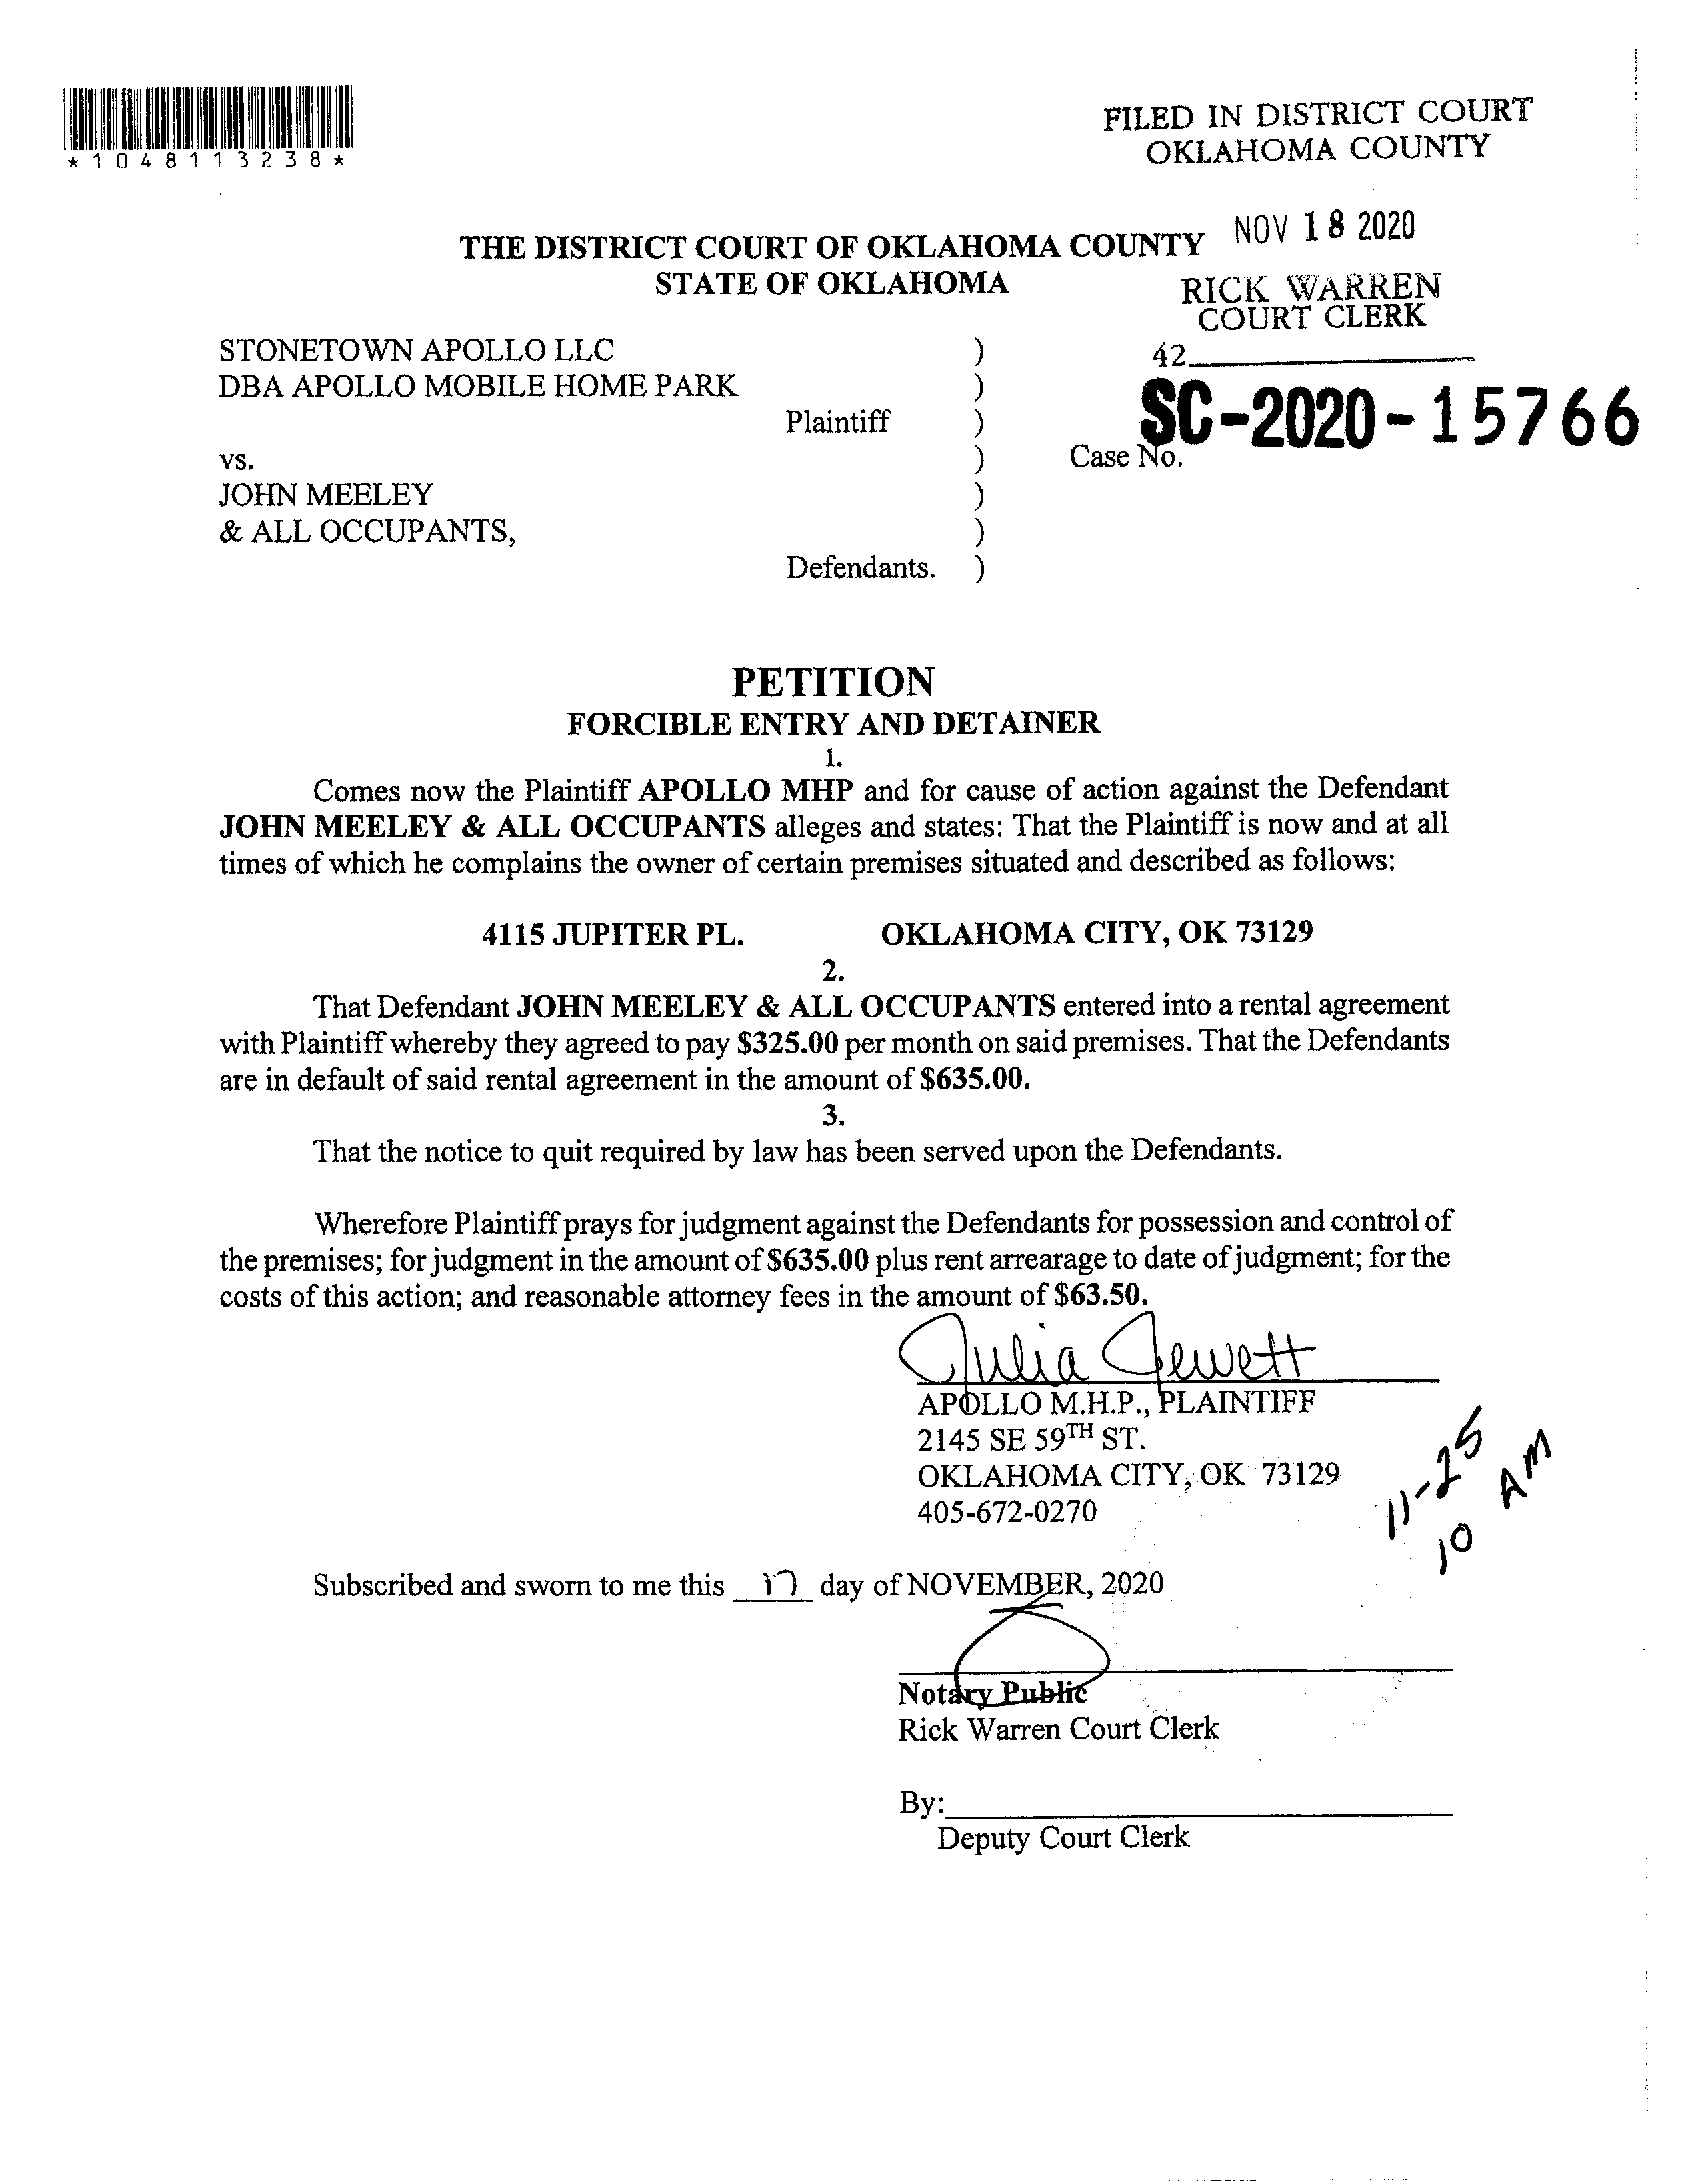 *1048113238*
FILED IN DISTRICT COURT
OKLAHOMA COUNTY
NOV 18 2020
RICK WARREN
COURT CLERK
42
THE DISTRICT COURT OF OKLAHOMA COUNTY
STATE OF OKLAHOMA
STONETOWN APOLLO LLC )
DBA APOLLO MOBILE HOME PARK )
Plaintiff )
SC-2020-15766
vs. ) Case No.
JOHN MEELEY )
& ALL OCCUPANTS, )
Defendants. )
PETITION
FORCIBLE ENTRY AND DETAINER
1.
Comes now the Plaintiff APOLLO MHP and for cause of action against the Defendant
JOHN MEELEY & ALL OCCUPANTS alleges and states: That the Plaintiff is now and at all
times of which he complains the owner of certain premises situated and described as follows:
4115 JUPITER PL. OKLAHOMA CITY, OK 73129
2.
That Defendant JOHN MEELEY & ALL OCCUPANTS entered into a rental agreement
with Plaintiff whereby they agreed to pay $325.00 per month on said premises. That the Defendants
are in default of said rental agreement in the amount of $635.00.
3.
That the notice to quit required by law has been served upon the Defendants.
Wherefore Plaintiff prays for judgment against the Defendants for possession and control of
the premises; for judgment in the amount of $635.00 plus rent arrearage to date of judgment; for the
costs of this action; and reasonable attorney fees in the amount of $63.50.
Julia Jewett
APOLLO M.H.P., PLAINTIFF
2145 SE 59TH ST.
OKLAHOMA CITY, OK 73129
405-672-0270
11-25
10 AM
Subscribed and sworn to me this 17 day of NOVEMBER, 2020
Notary Public
Rick Warren Court Clerk
By:
Deputy Court Clerk